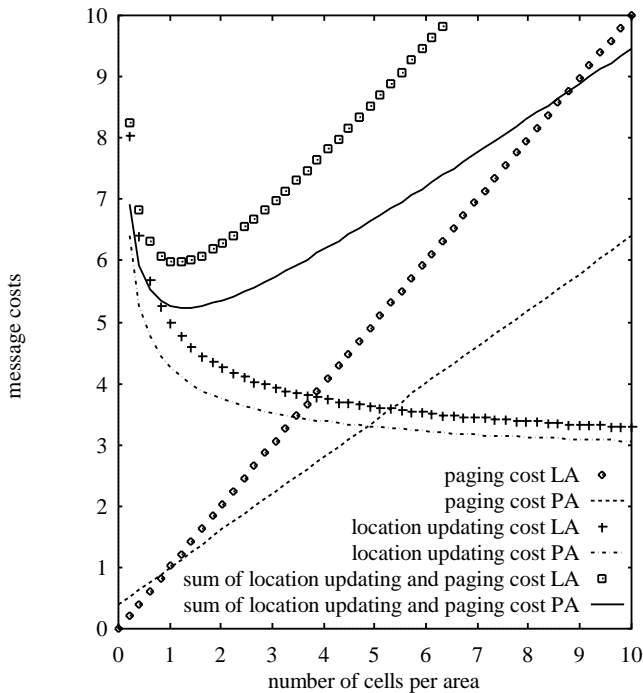 10
9
8
7
6
5
4
3
2
1
0
message costs
paging cost LA
paging cost PA
location updating cost LA
location updating cost PA
sum of location updating and paging cost LA
sum of location updating and paging cost PA
0 1 2 3 4 5 6 7 8 9 10
number of cells per area